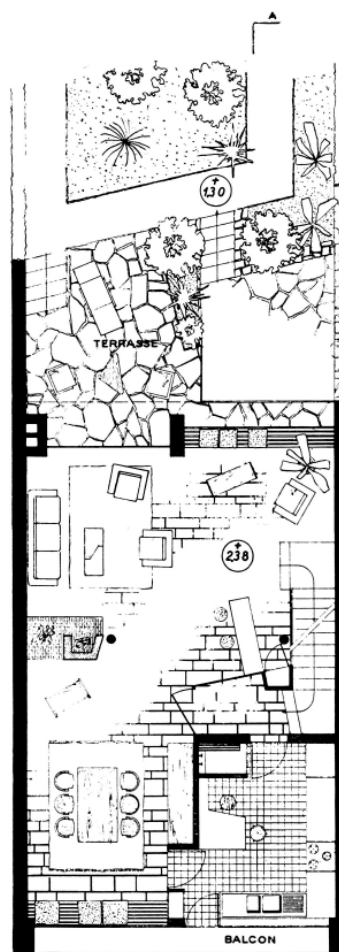 A
+
1,30
TERRASSE
+
2,38
BALCON